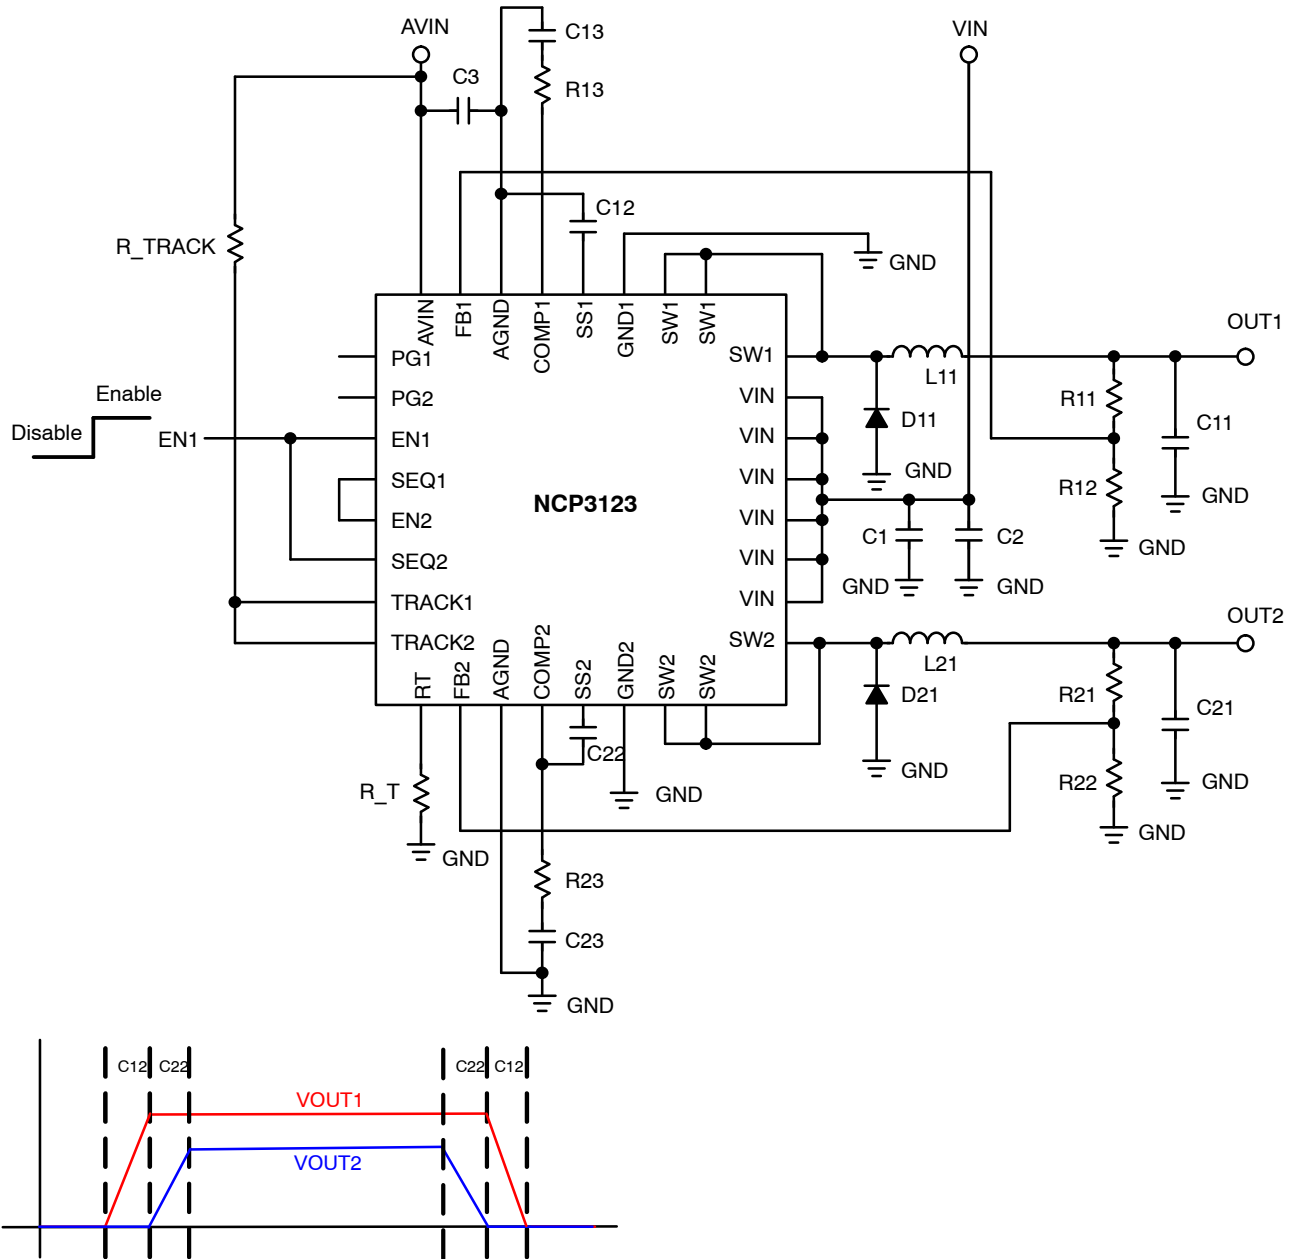 AVIN
C13
VIN
C3
R13
C12
R_TRACK
GND
AVIN
FB1
AGND
COMP1
SS1
GND1
SW1
SW1
OUT1
PG1
SW1
L11
Enable
PG2
VIN
R11
D11
C11
Disable
EN1
EN1
VIN
SEQ1
VIN
GND
R12
GND
NCP3123
EN2
VIN
C1
C2
GND
SEQ2
VIN
GND
GND
TRACK1
VIN
OUT2
TRACK2
SW2
L21
RT
FB2
AGND
COMP2
SS2
GND2
SW2
SW2
D21
R21
C21
C22
GND
R22
GND
R_T
GND
GND
GND
R23
C23
GND
C12
C22
C22
C12
VOUT1
VOUT2